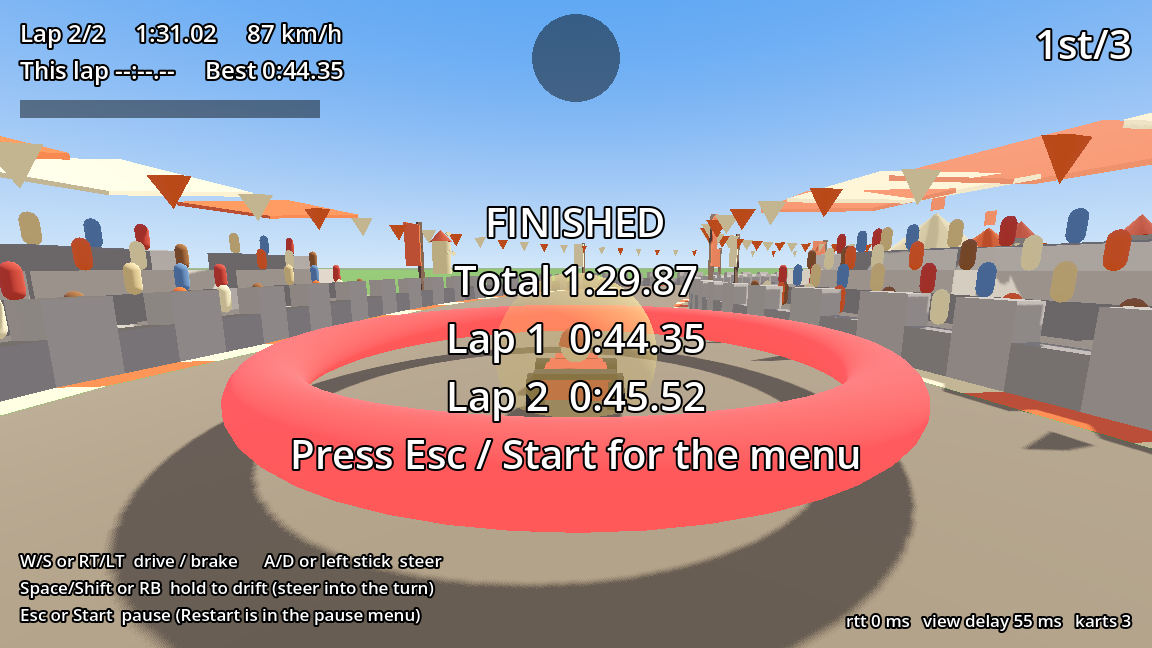 Lap 2/2 1:31.02 87 km/h
1st/3
This lap --:--.-- Best 0:44.35
FINISHED
Total 1:29.87
Lap 1 0:44.35
Lap 2 0:45.52
Press Esc / Start for the menu
W/S or RT/LT drive / brake A/D or left stick steer
Space/Shift or RB hold to drift (steer into the turn)
Esc or Start pause (Restart is in the pause menu)
rtt 0 ms view delay 55 ms karts 3